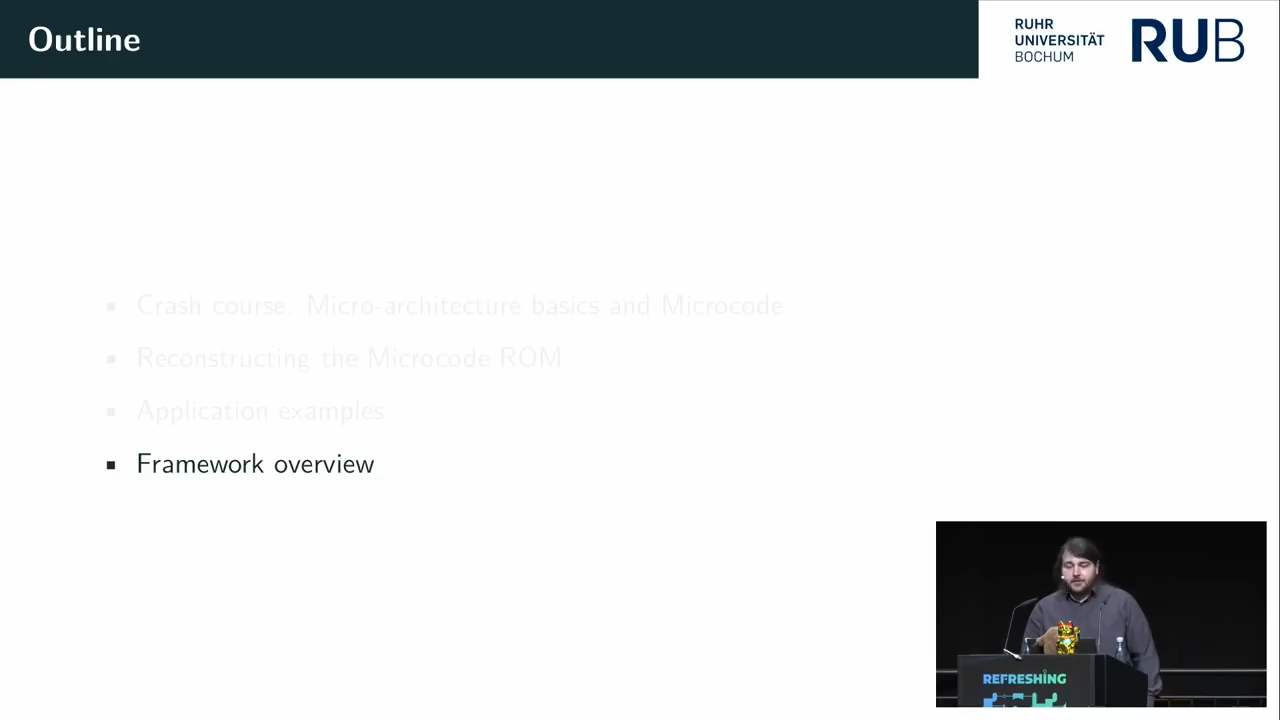 Outline
RUHR
UNIVERSITÄT
BOCHUM
RUB
Crash course: Micro-architecture basics and Microcode
Reconstructing the Microcode ROM
Application examples
Framework overview
REFRESHING